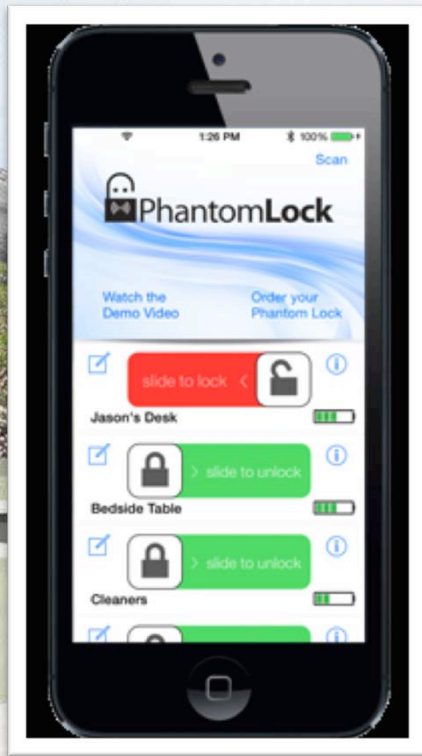 1:26 PM 100%
Scan
PhantomLock
Watch the
Demo Video
Order your
Phantom Lock
slide to lock <
Jason's Desk
> slide to unlock
Bedside Table
> slide to unlock
Cleaners